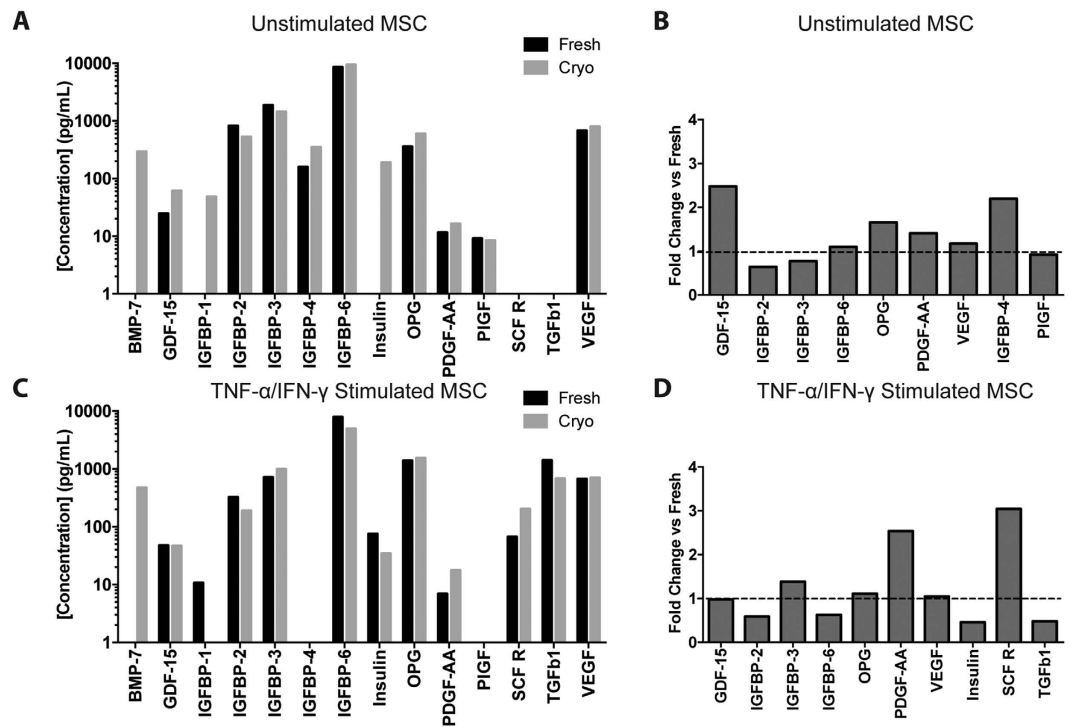 A
Unstimulated MSC
Fresh
Cryo
[Concentration] (pg/mL)
10000
1000
100
10
1
BMP-7
GDF-15
IGFBP-1
IGFBP-2
IGFBP-3
IGFBP-4
IGFBP-6
Insulin
OPG
PDGF-AA
PIGF
SCF R
TGFb1
VEGF
B
Unstimulated MSC
Fold Change vs Fresh
4
3
2
1
0
GDF-15
IGFBP-2
IGFBP-3
IGFBP-6
OPG
PDGF-AA
VEGF
IGFBP-4
PIGF
C
TNF-α/IFN-γ Stimulated MSC
Fresh
Cryo
[Concentration] (pg/mL)
10000
1000
100
10
1
BMP-7
GDF-15
IGFBP-1
IGFBP-2
IGFBP-3
IGFBP-4
IGFBP-6
Insulin
OPG
PDGF-AA
PIGF
SCF R
TGFb1
VEGF
D
TNF-α/IFN-γ Stimulated MSC
Fold Change vs Fresh
4
3
2
1
0
GDF-15
IGFBP-2
IGFBP-3
IGFBP-6
OPG
PDGF-AA
VEGF
Insulin
SCF R
TGFb1